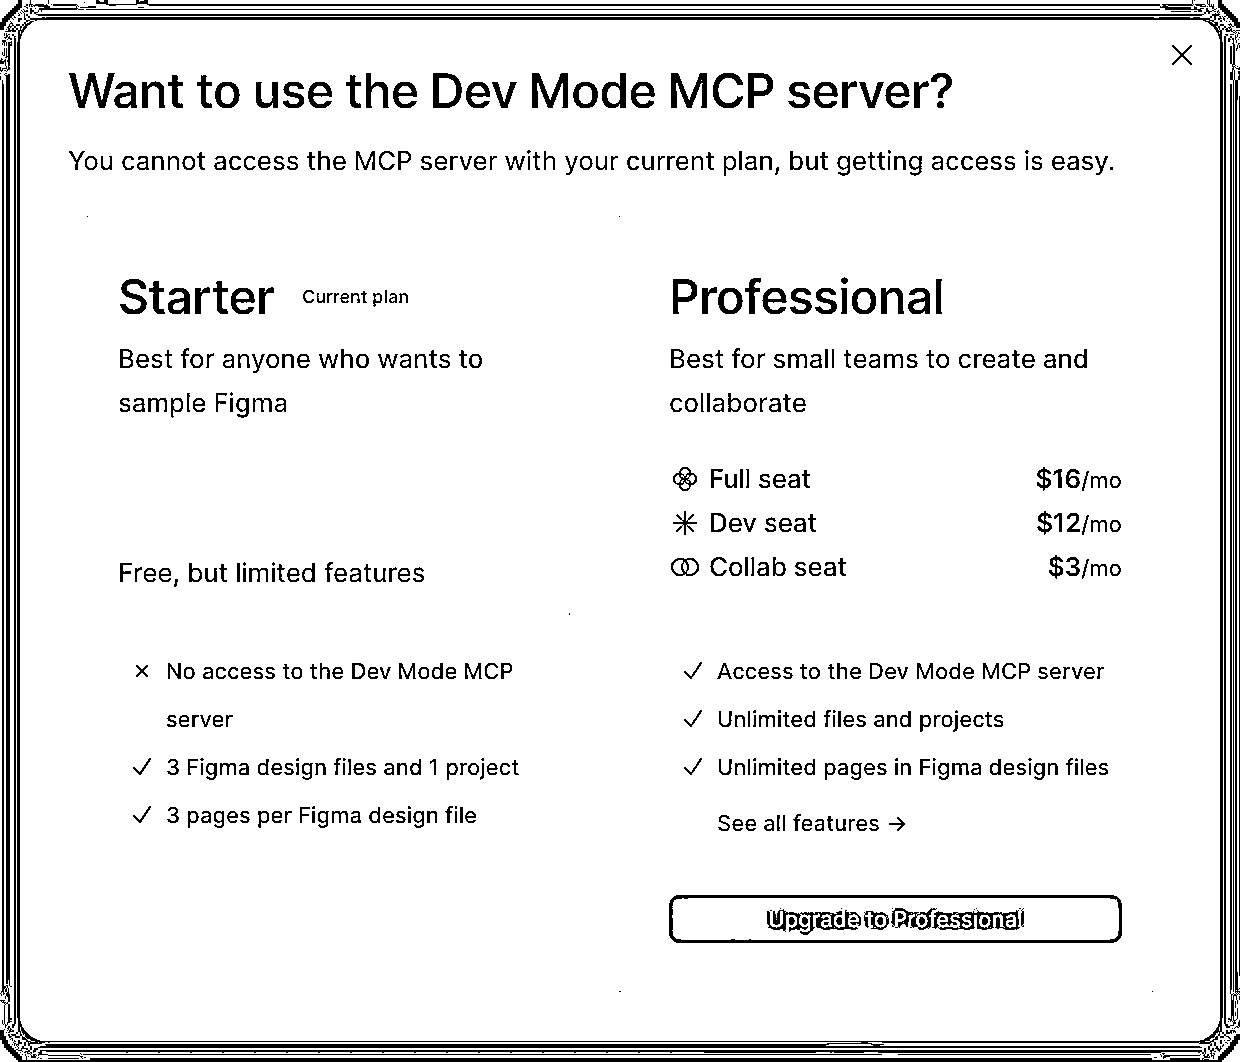 Want to use the Dev Mode MCP server?
You cannot access the MCP server with your current plan, but getting access is easy.
Starter Current plan
Best for anyone who wants to
sample Figma
Free, but limited features
No access to the Dev Mode MCP
server
3 Figma design files and 1 project
3 pages per Figma design file
Professional
Best for small teams to create and
collaborate
Full seat $16/mo
Dev seat $12/mo
Collab seat $3/mo
Access to the Dev Mode MCP server
Unlimited files and projects
Unlimited pages in Figma design files
See all features →
Upgrade to Professional